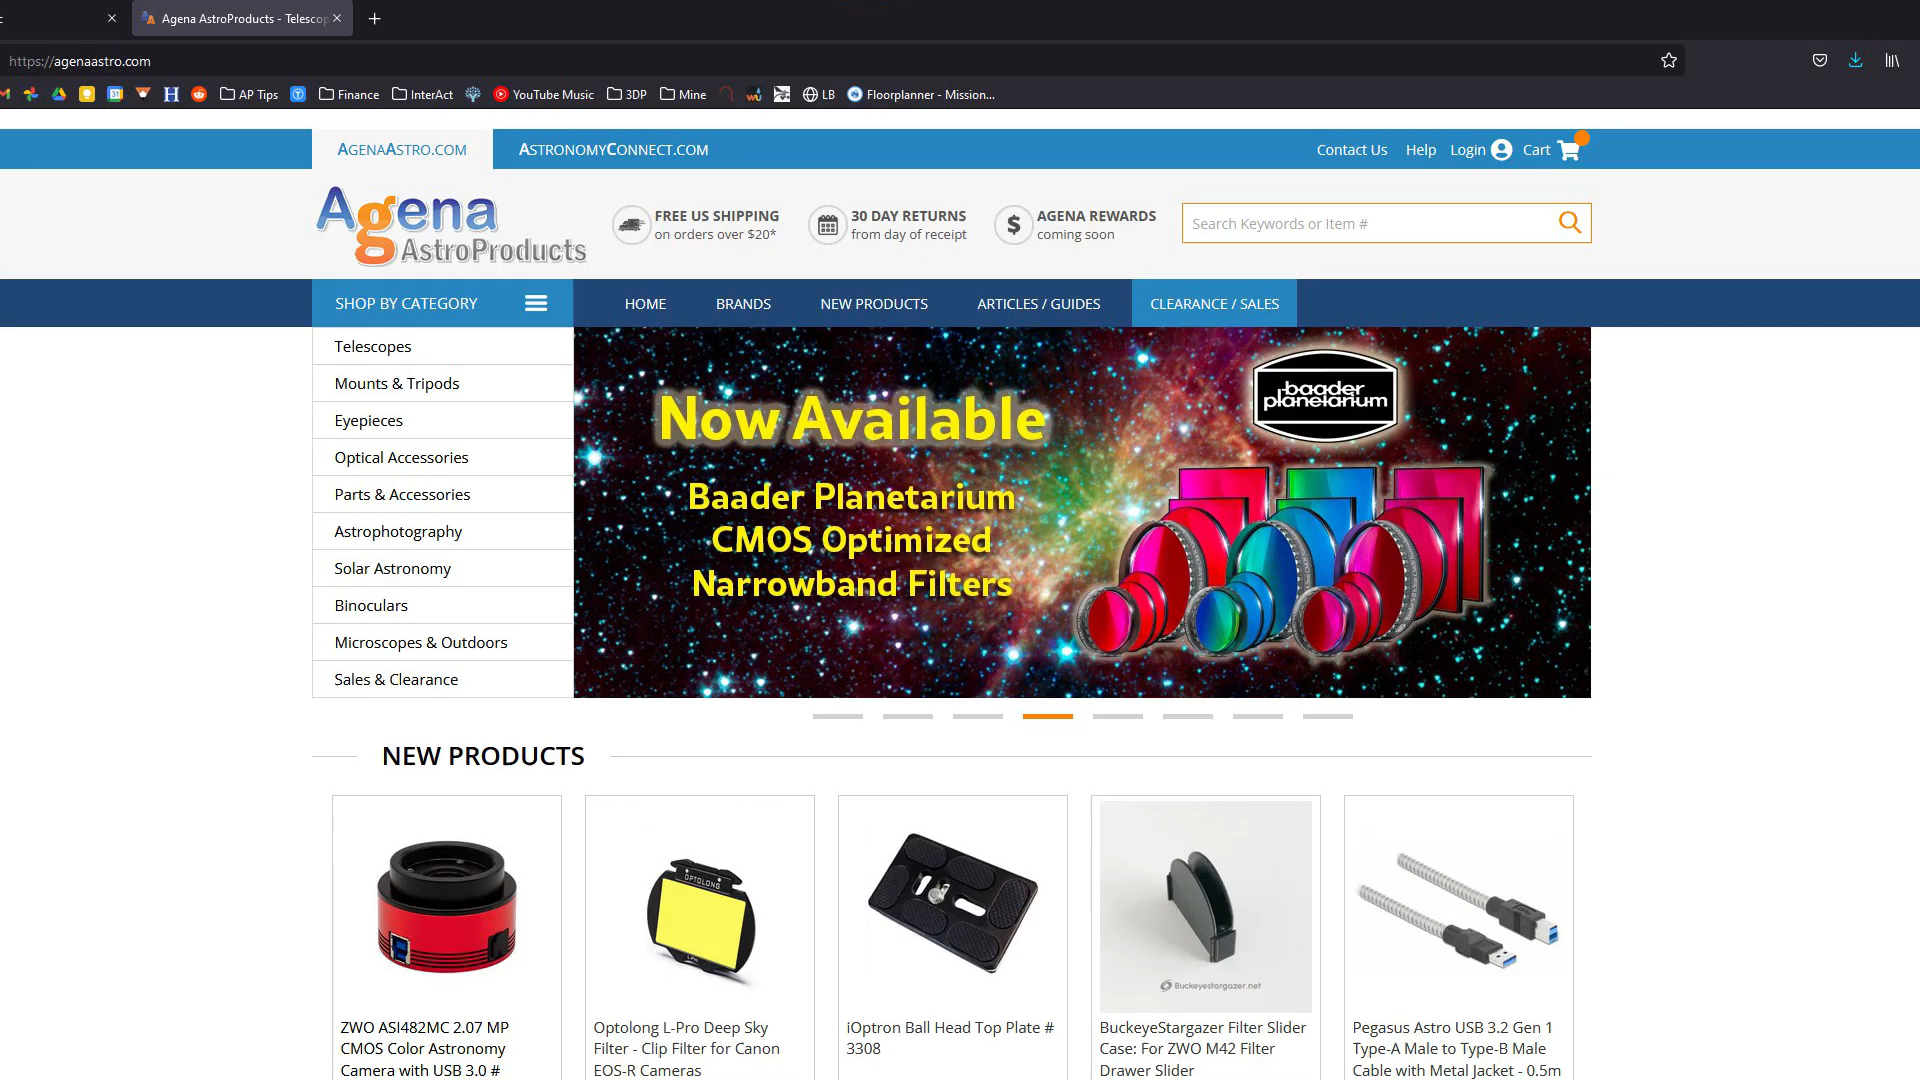 c
Agena AstroProducts - Telescop
https://agenaastro.com
31
H
AP Tips
Finance
InterAct
YouTube Music
3DP
Mine
LB
Floorplanner - Mission...
AGENAASTRO.COM
ASTRONOMYCONNECT.COM
Contact Us
Help
Login
Cart
Agena
AstroProducts
FREE US SHIPPING
on orders over $20*
30 DAY RETURNS
from day of receipt
$
AGENA REWARDS
coming soon
Search Keywords or Item #
SHOP BY CATEGORY
HOME
BRANDS
NEW PRODUCTS
ARTICLES / GUIDES
CLEARANCE / SALES
Telescopes
Mounts & Tripods
Eyepieces
Optical Accessories
Parts & Accessories
Astrophotography
Solar Astronomy
Binoculars
Microscopes & Outdoors
Sales & Clearance
Now Available
Baader Planetarium
CMOS Optimized
Narrowband Filters
baader
planetarium
NEW PRODUCTS
OPTOLONG
L-Pro
Buckeyestargazer.net
ZWO ASI482MC 2.07 MP
CMOS Color Astronomy
Camera with USB 3.0 #
Optolong L-Pro Deep Sky
Filter - Clip Filter for Canon
EOS-R Cameras
iOptron Ball Head Top Plate #
3308
BuckeyeStargazer Filter Slider
Case: For ZWO M42 Filter
Drawer Slider
Pegasus Astro USB 3.2 Gen 1
Type-A Male to Type-B Male
Cable with Metal Jacket - 0.5m